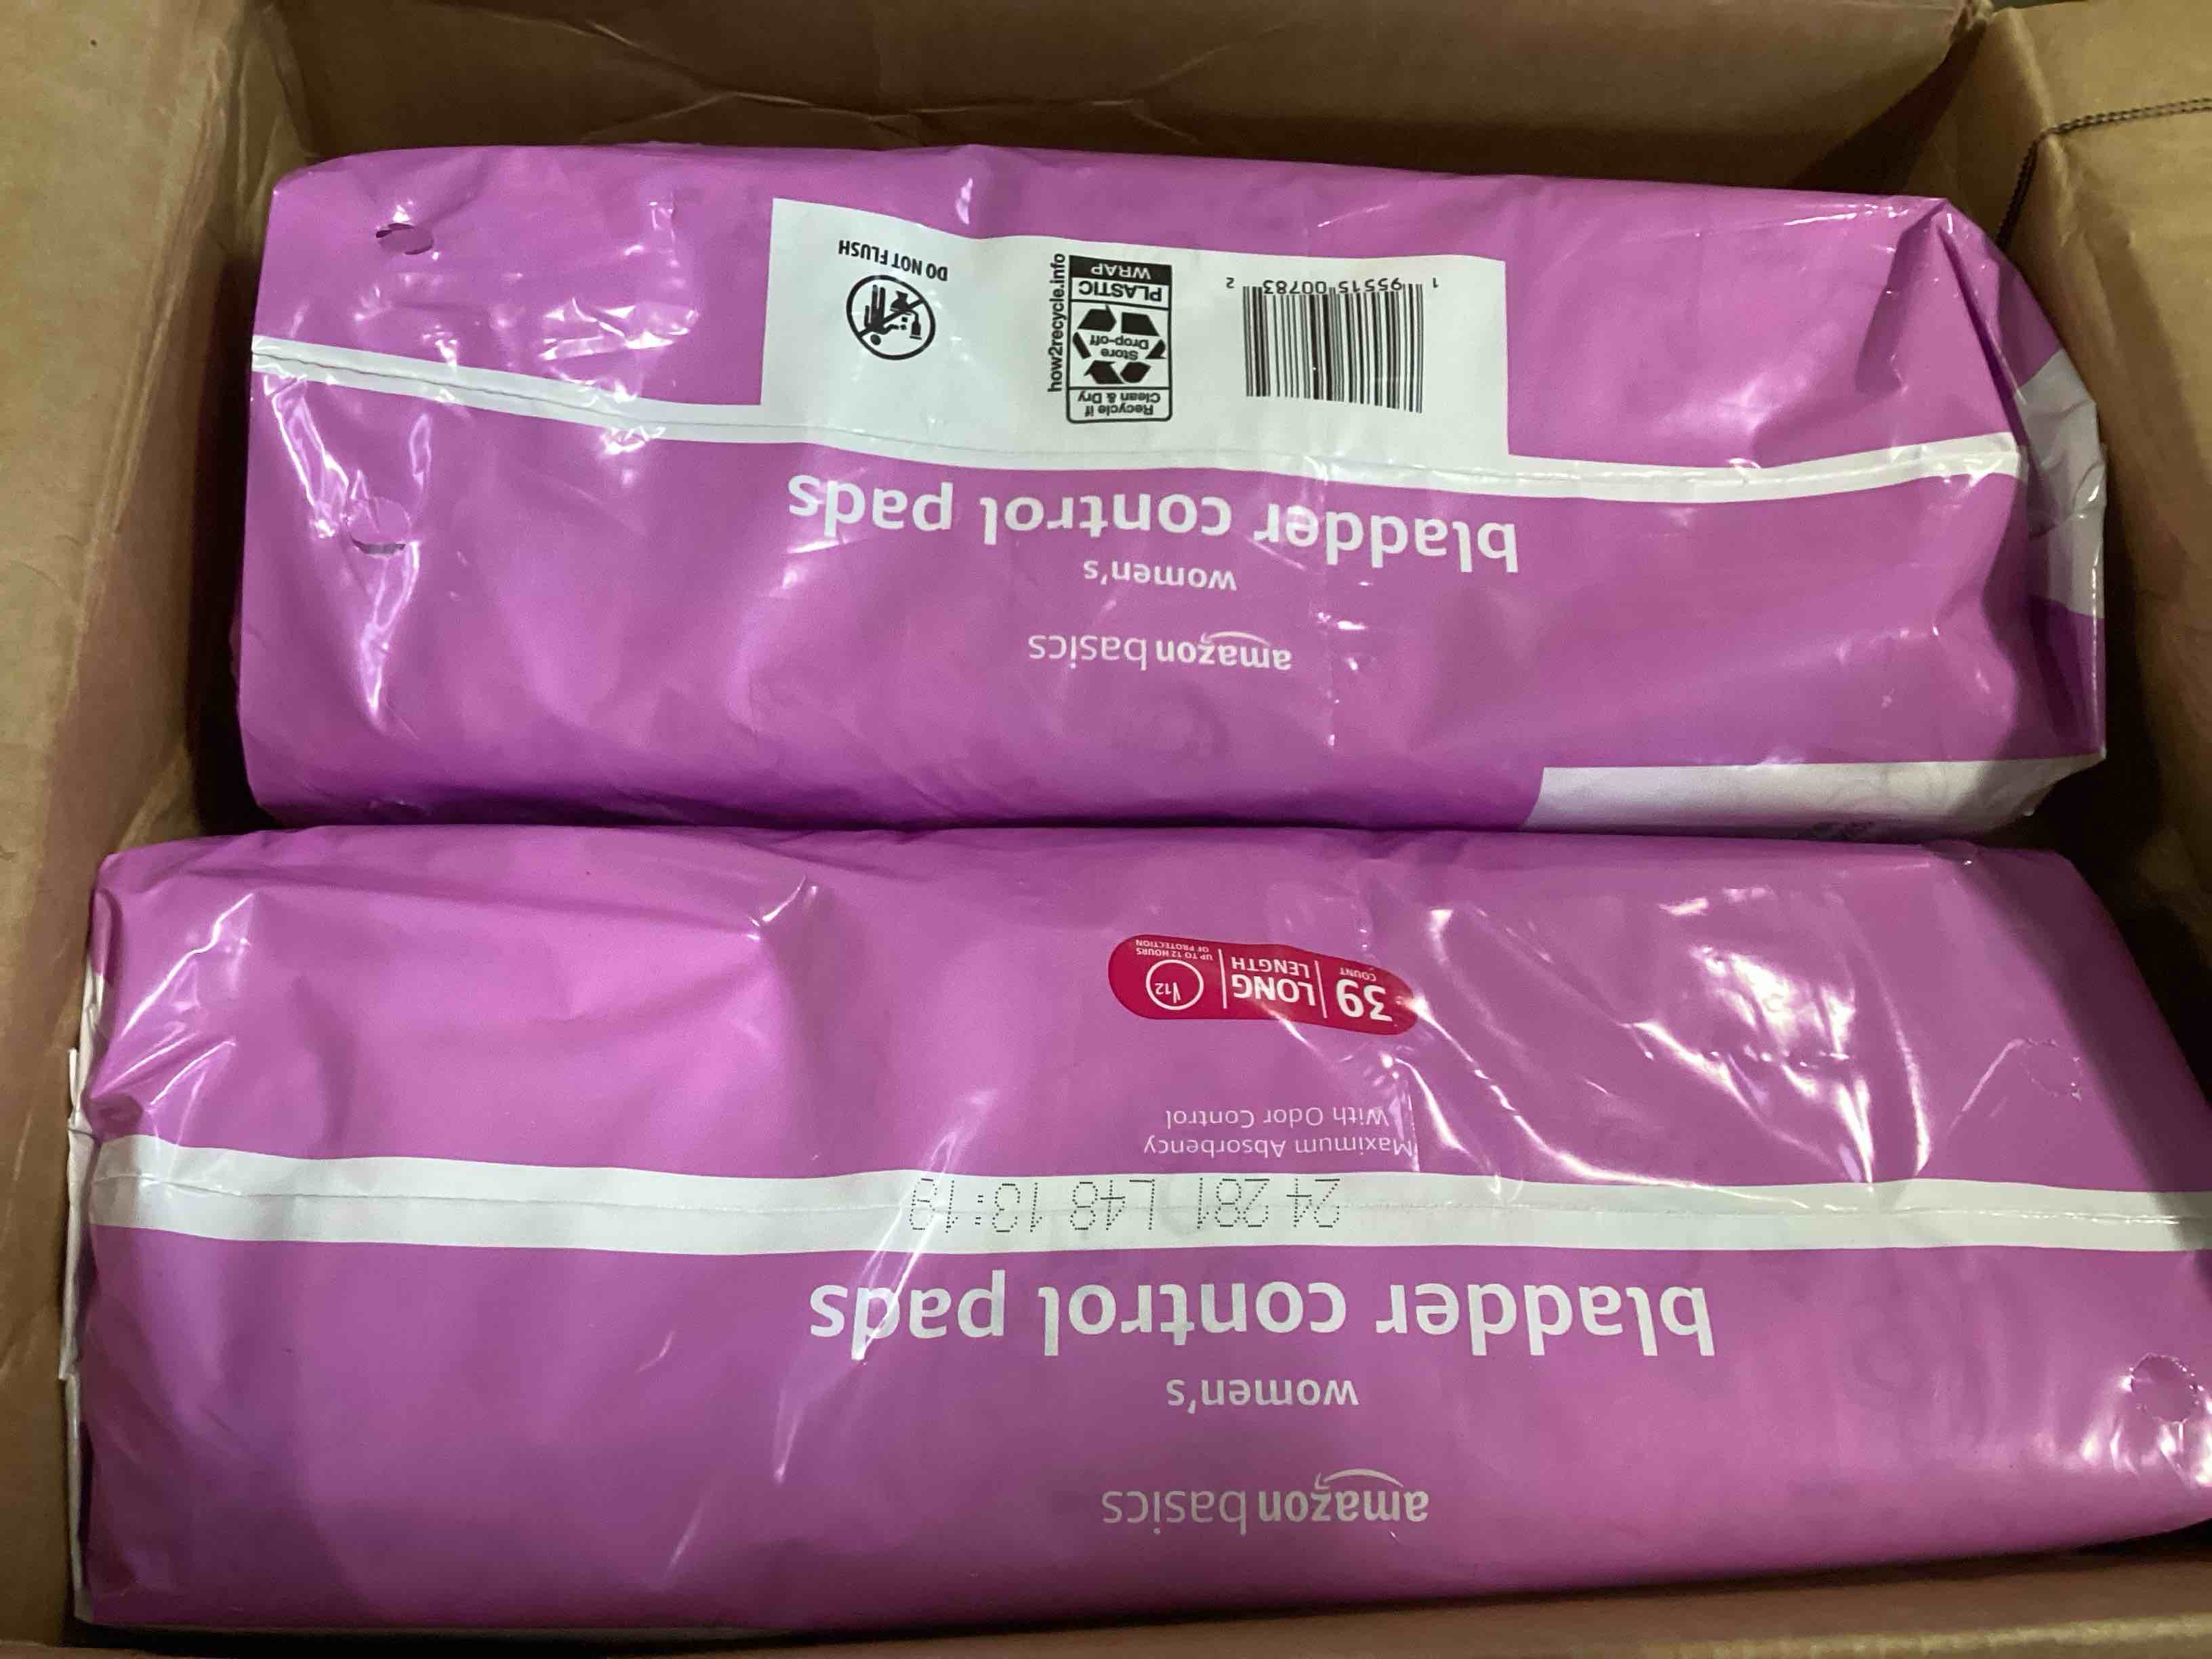 amazon basics
women's
bladder control pads
24 281 L48 13:19
Maximum Absorbency
With Odor Control
39
COUNT
LONG
LENGTH
12
UP TO 12 HOURS
OF PROTECTION
amazon basics
women's
bladder control pads
1 95515 00783 2
Recycle if
Clean & Dry
Store
Drop-off
PLASTIC
WRAP
how2recycle.info
DO NOT FLUSH